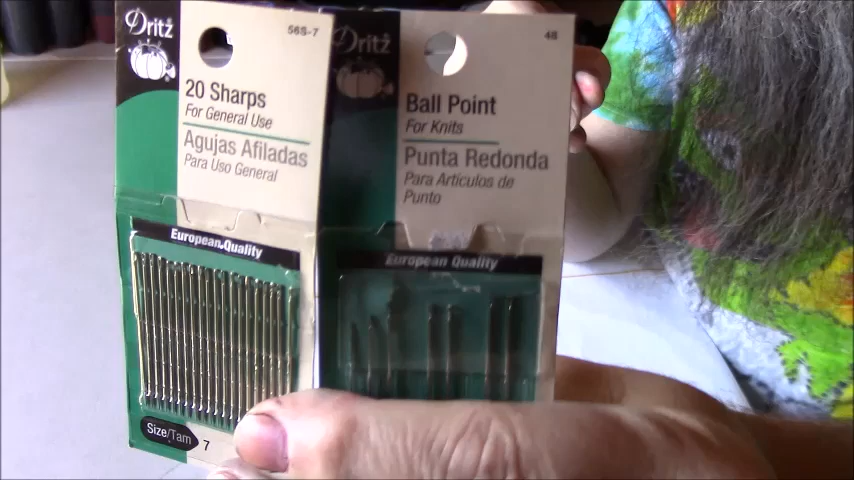 Dritz
56S-7
20 Sharps
For General Use
Agujas Afiladas
Para Uso General
European Quality
Size/Tam 7
Dritz
48
Ball Point
For Knits
Punta Redonda
Para Artículos de
Punto
European Quality